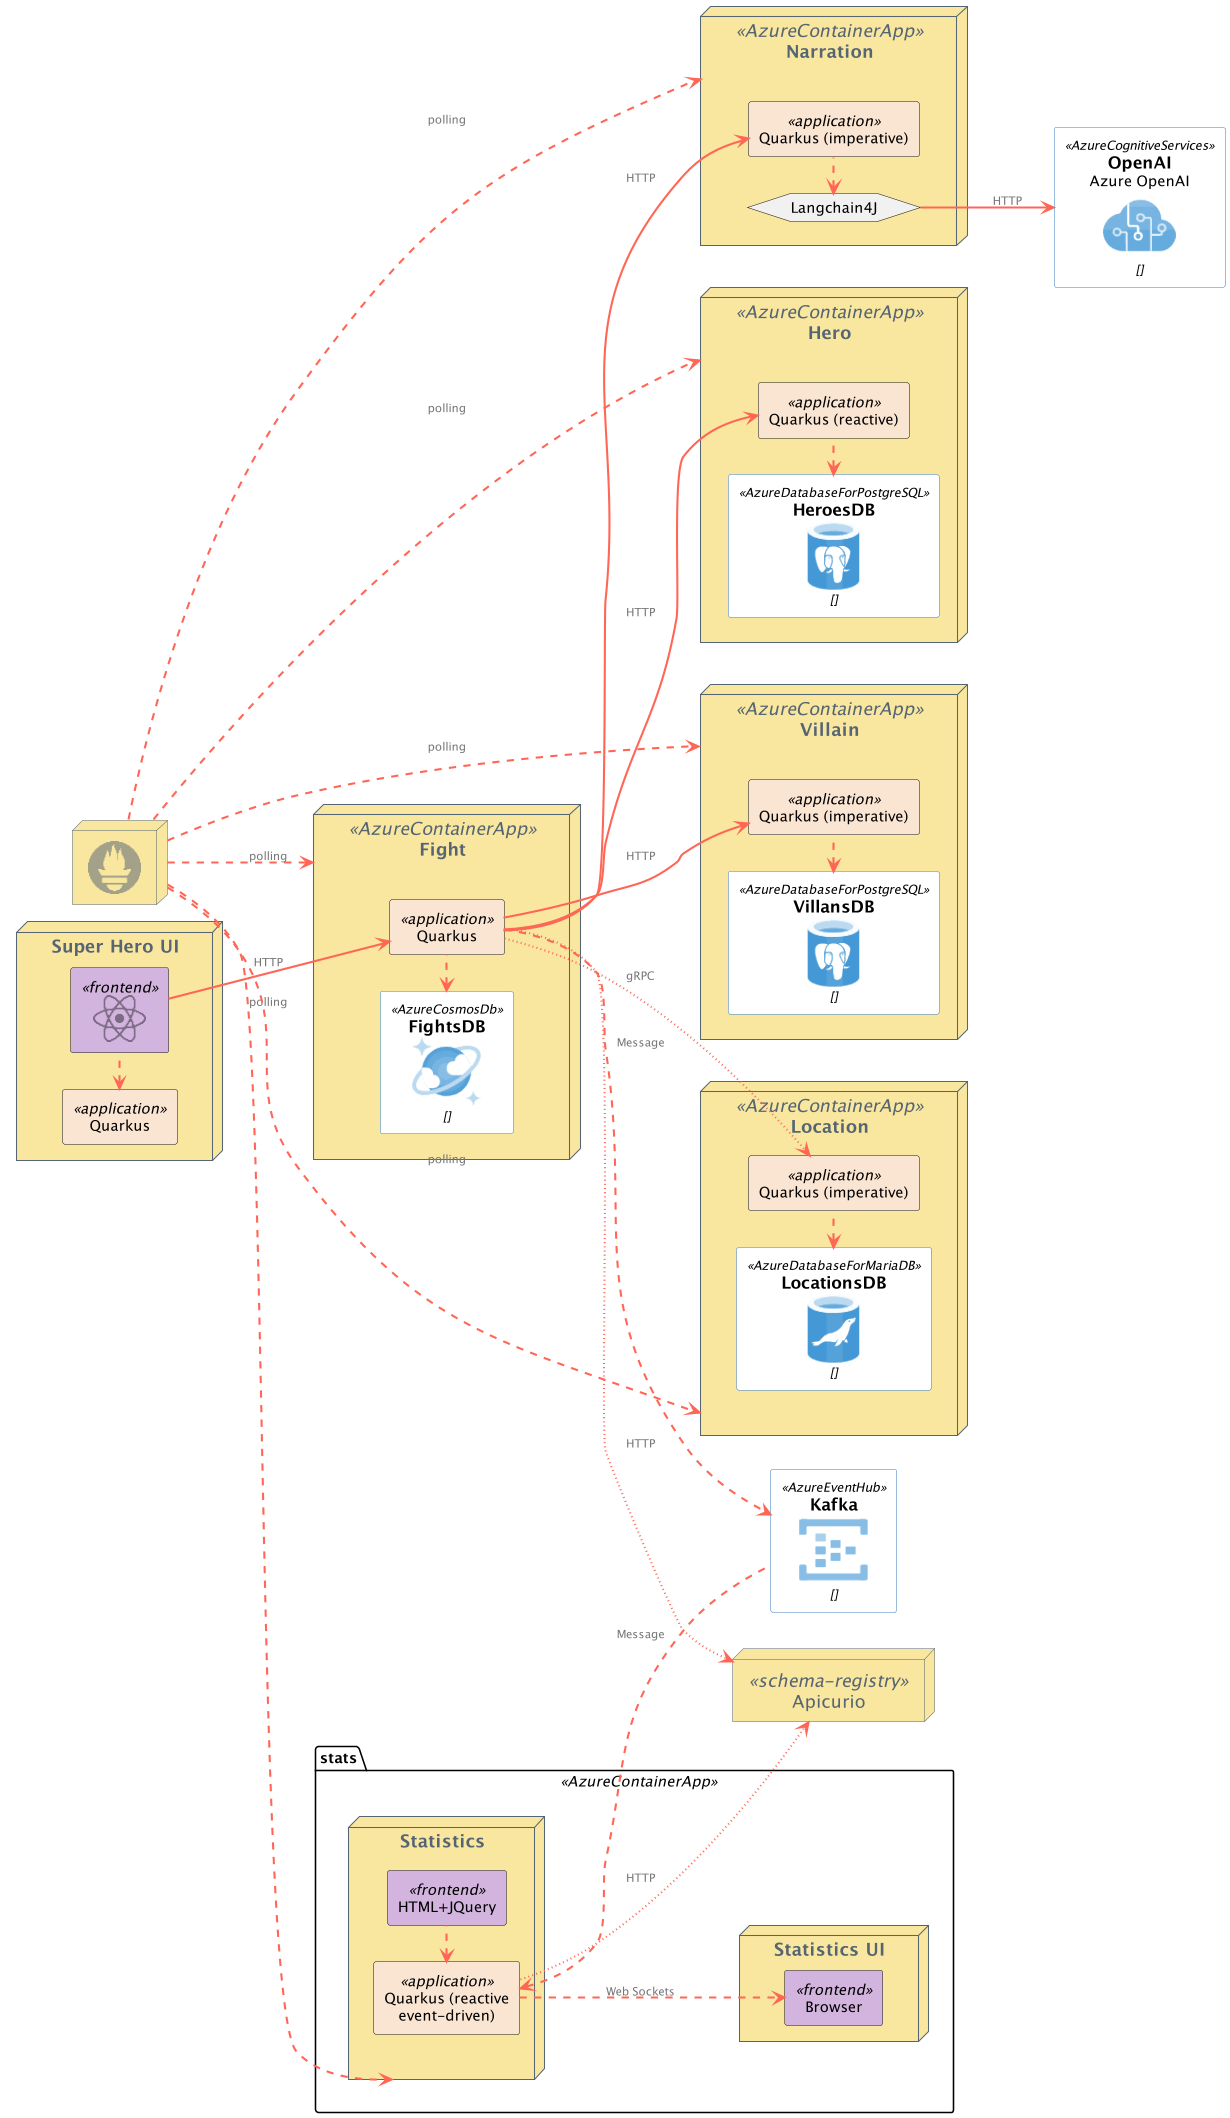 «AzureContainerApp»
Narration
«application»
Quarkus (imperative)
Langchain4J
HTTP
«AzureCognitiveServices»
OpenAI
Azure OpenAI
[]
polling
HTTP
«AzureContainerApp»
Hero
«application»
Quarkus (reactive)
«AzureDatabaseForPostgreSQL»
HeroesDB
[]
polling
HTTP
«AzureContainerApp»
Villain
«application»
Quarkus (imperative)
«AzureDatabaseForPostgreSQL»
VillansDB
[]
polling
HTTP
polling
«AzureContainerApp»
Fight
«application»
Quarkus
«AzureCosmosDb»
FightsDB
[]
Super Hero UI
«frontend»
«application»
Quarkus
HTTP
polling
gRPC
Message
polling
«AzureContainerApp»
Location
«application»
Quarkus (imperative)
«AzureDatabaseForMariaDB»
LocationsDB
[]
HTTP
«AzureEventHub»
Kafka
[]
Message
«schema-registry»
Apicurio
stats
«AzureContainerApp»
Statistics
«frontend»
HTML+JQuery
«application»
Quarkus (reactive
event-driven)
HTTP
Web Sockets
Statistics UI
«frontend»
Browser